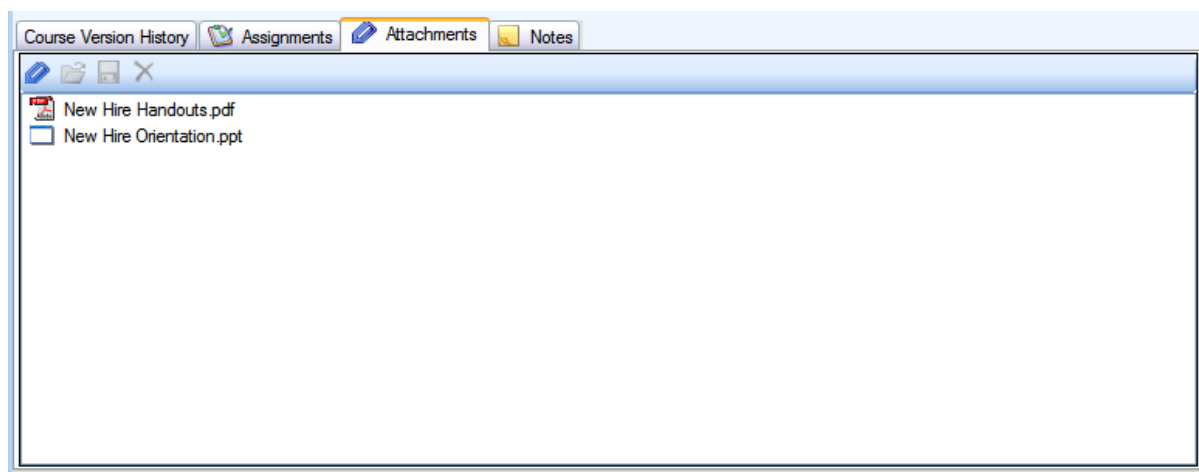 Course Version History Assignments Attachments Notes
New Hire Handouts.pdf
New Hire Orientation.ppt